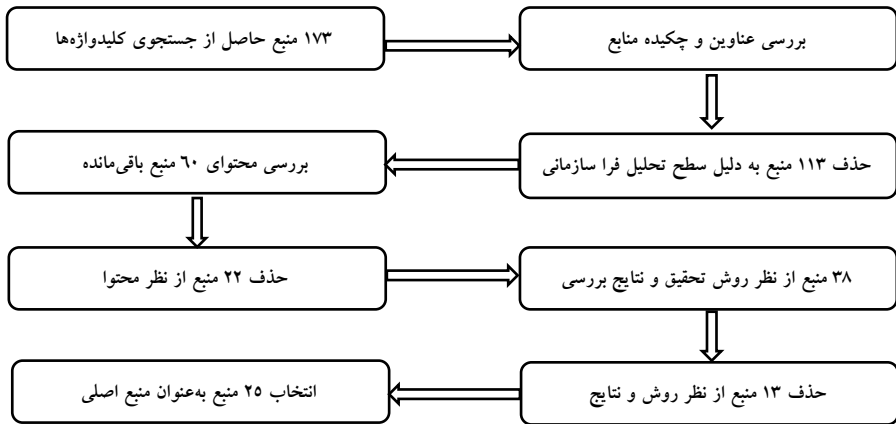 ۱۷۳ منبع حاصل از جستجوی کلیدواژه‌ها
بررسی عناوین و چکیده منابع
حذف ۱۱۳ منبع به دلیل سطح تحلیل فرا سازمانی
بررسی محتوای ۶۰ منبع باقی‌مانده
حذف ۲۲ منبع از نظر محتوا
۳۸ منبع از نظر روش تحقیق و نتایج بررسی
حذف ۱۳ منبع از نظر روش و نتایج
انتخاب ۲۵ منبع به‌عنوان منبع اصلی